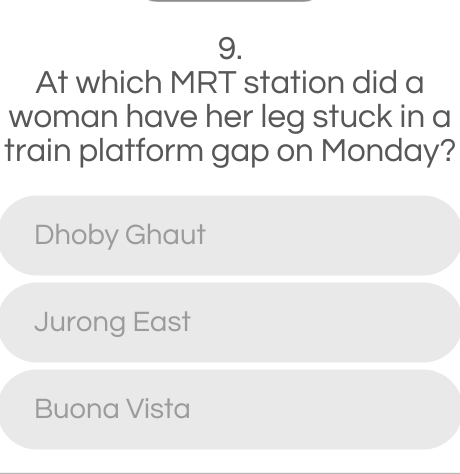 9.
At which MRT station did a
woman have her leg stuck in a
train platform gap on Monday?
Dhoby Ghaut
Jurong East
Buona Vista